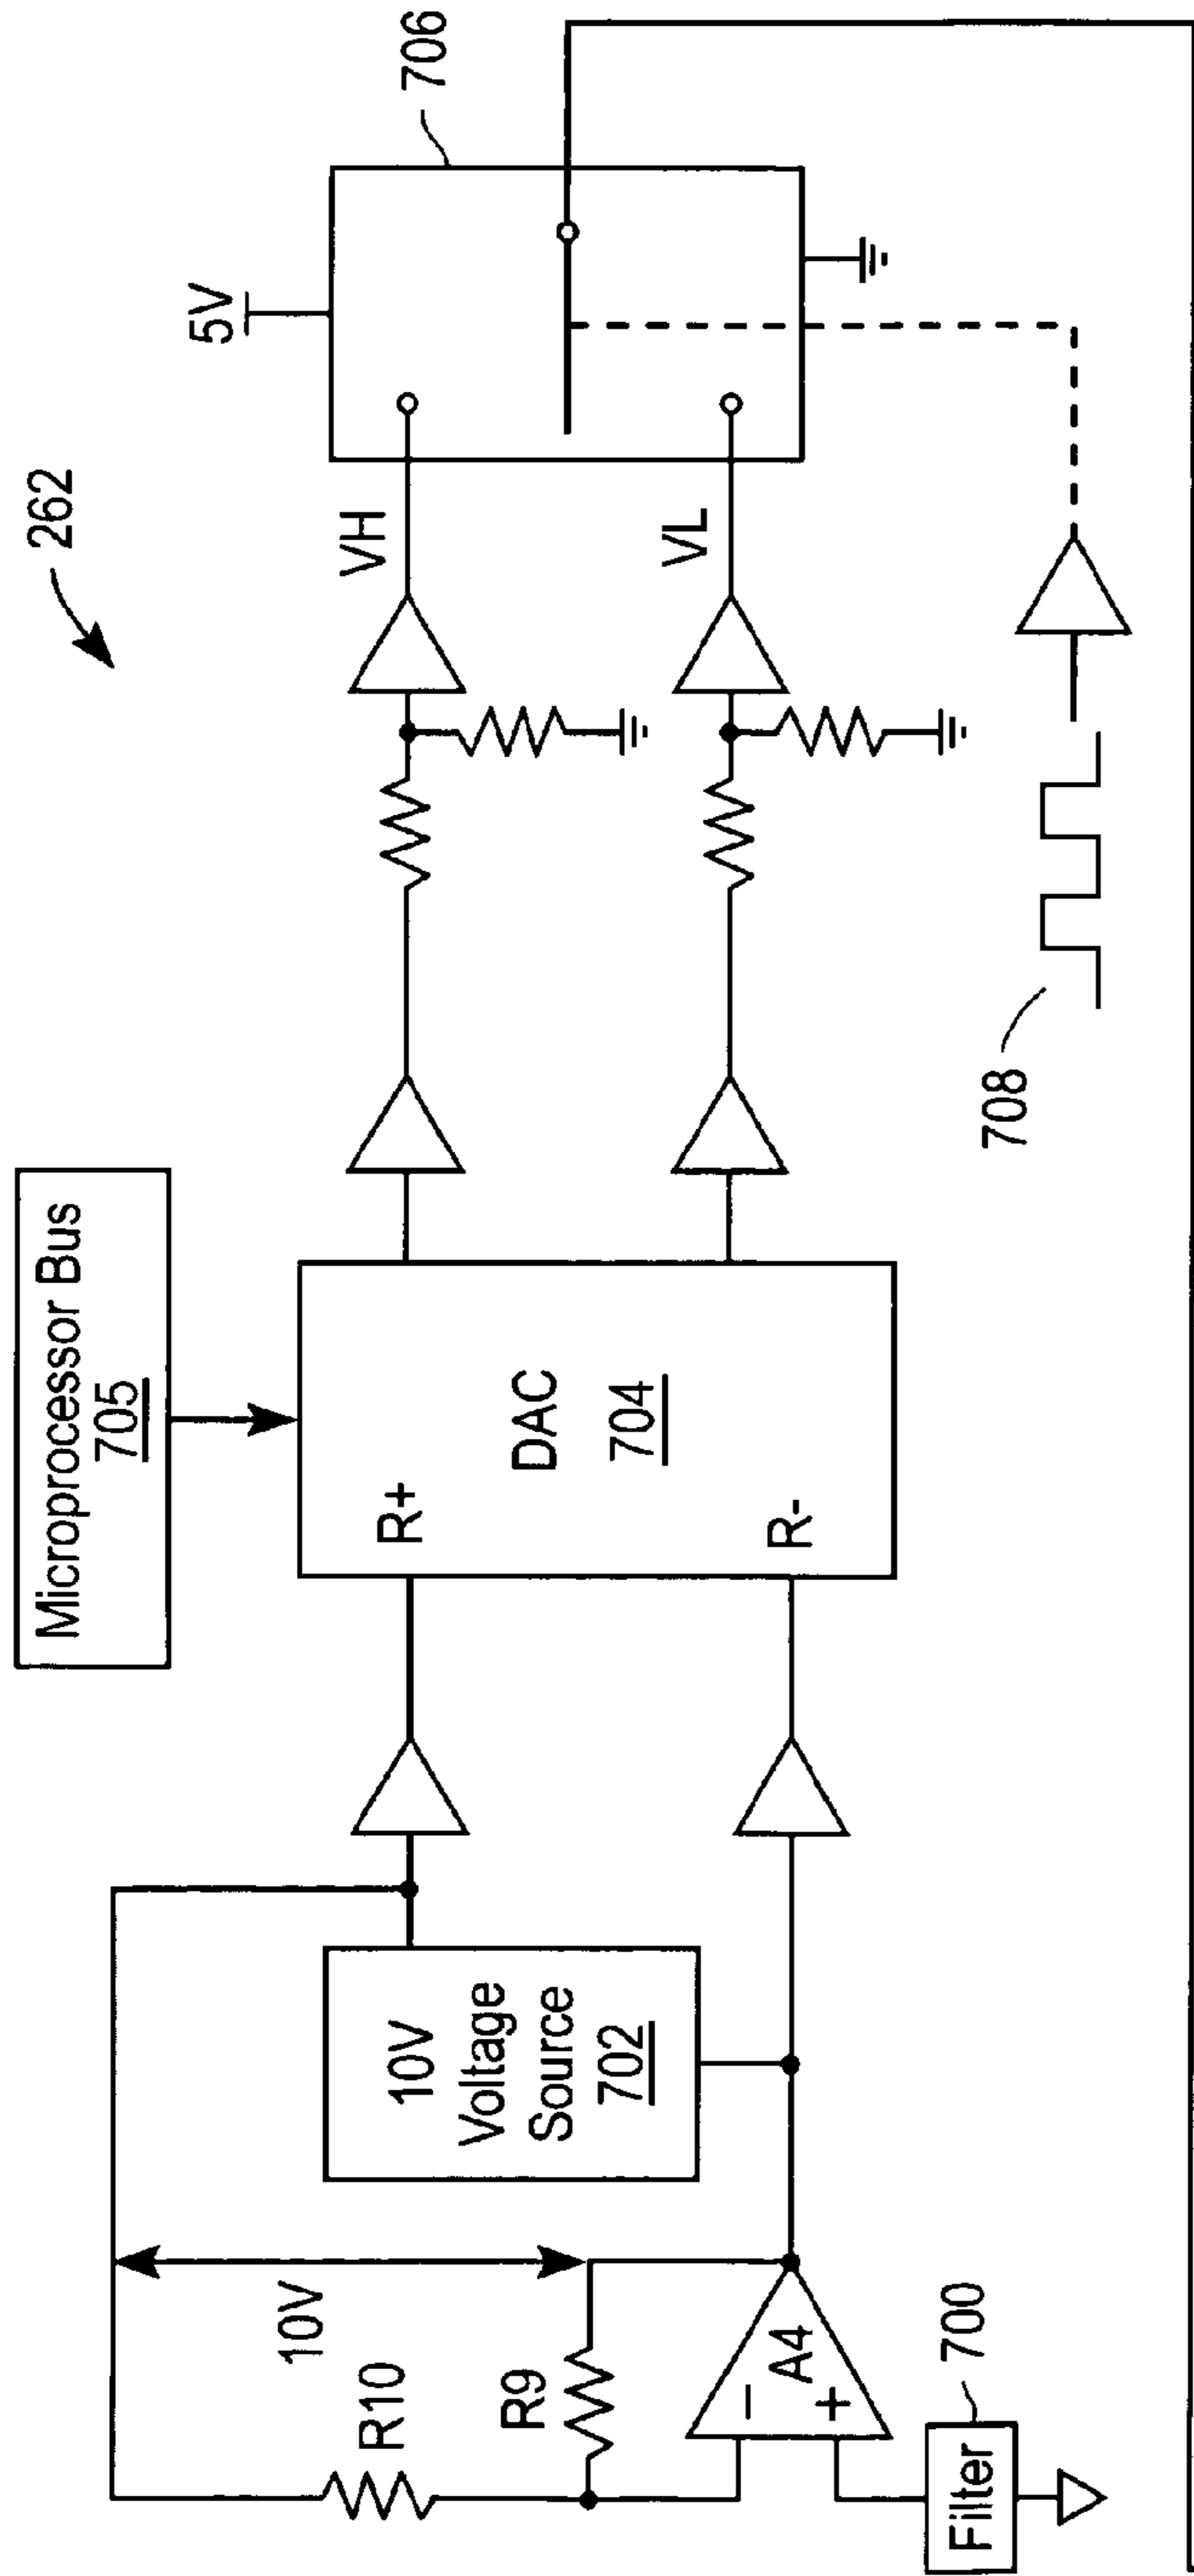 262
Microprocessor Bus
705
5V
706
10V
R10
R9
10V
Voltage
Source
702
R+
R-
DAC
704
VH
VL
A4
−
+
Filter
700
708